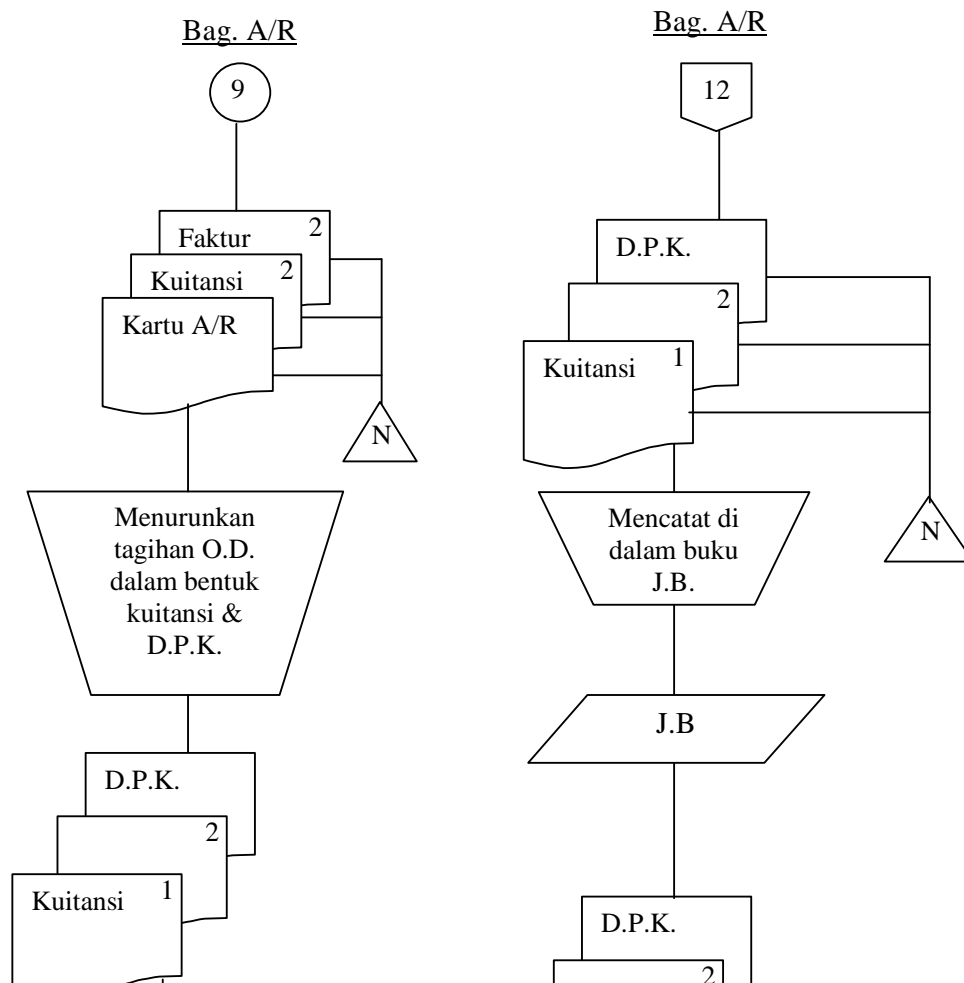 Bag. A/R
9
Faktur 2
Kuitansi 2
Kartu A/R
N
Menurunkan
tagihan O.D.
dalam bentuk
kuitansi &
D.P.K.
D.P.K.
2
Kuitansi 1
Bag. A/R
12
D.P.K.
2
Kuitansi 1
N
Mencatat di
dalam buku
J.B.
J.B
D.P.K.
2